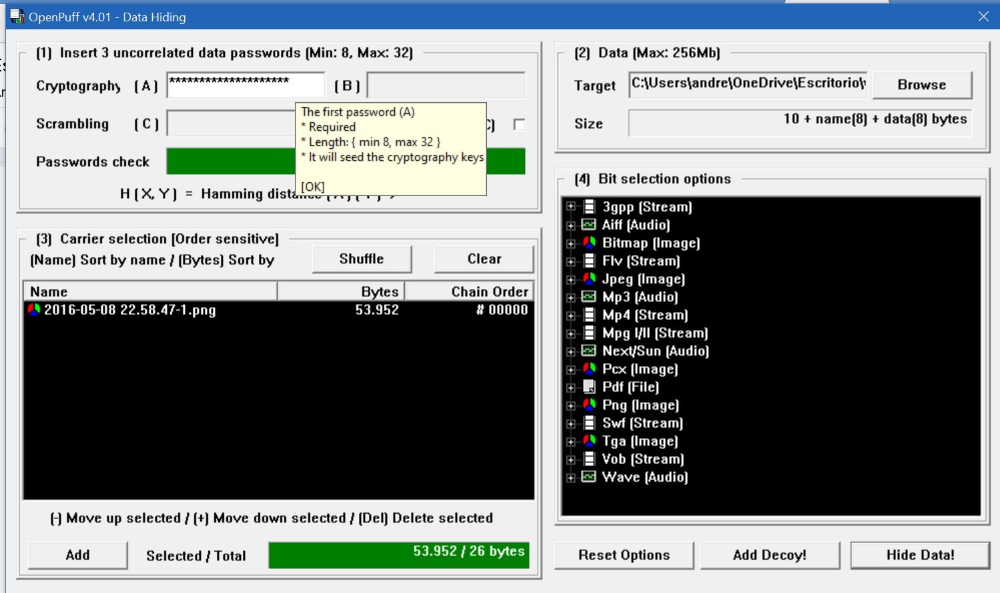 OpenPuff v4.01 - Data Hiding
(1) Insert 3 uncorrelated data passwords (Min: 8, Max: 32)
Cryptography (A) ******************** (B)
Scrambling (C) C)
Passwords check
H (X, Y) = Hamming distance
The first password (A)
* Required
* Length: { min 8, max 32 }
* It will seed the cryptography keys
[OK]
(2) Data (Max: 256Mb)
Target C:\Users\andre\OneDrive\Escritorio\ Browse
Size 10 + name(8) + data(8) bytes
(3) Carrier selection [Order sensitive]
(Name) Sort by name / (Bytes) Sort by Shuffle Clear
Name Bytes Chain Order
2016-05-08 22.58.47-1.png 53.952 # 00000
(-) Move up selected / (+) Move down selected / (Del) Delete selected
Add Selected / Total 53.952 / 26 bytes
(4) Bit selection options
3gpp (Stream)
Aiff (Audio)
Bitmap (Image)
Flv (Stream)
Jpeg (Image)
Mp3 (Audio)
Mp4 (Stream)
Mpg I/II (Stream)
Next/Sun (Audio)
Pcx (Image)
Pdf (File)
Png (Image)
Swf (Stream)
Tga (Image)
Vob (Stream)
Wave (Audio)
Reset Options Add Decoy! Hide Data!